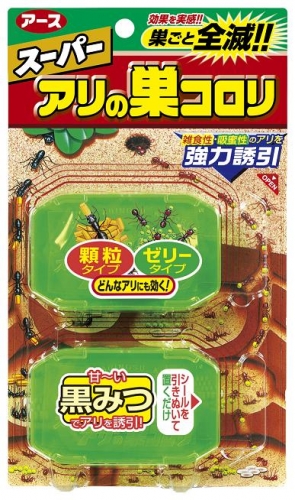 アース
効果を実感!!
巣ごと全滅!!
スーパー
アリの巣コロリ
雑食性・吸蜜性のアリを
強力誘引
OPEN
顆粒
タイプ
ゼリー
タイプ
どんなアリにも効く!
甘〜い
黒みつ
でアリを誘引!
シールを
引きぬいて
置くだけ